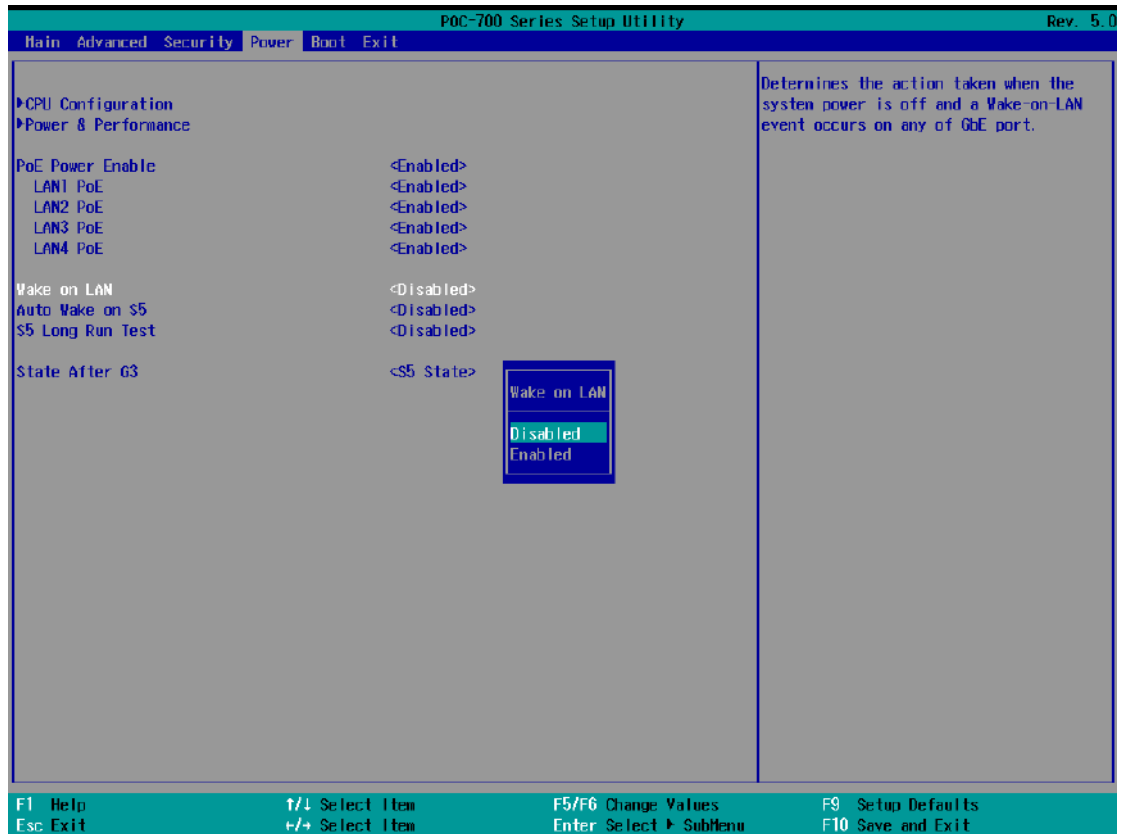 POC-700 Series Setup Utility Rev. 5.0
Main Advanced Security Power Boot Exit
▶CPU Configuration
▶Power & Performance
PoE Power Enable <Enabled>
LAN1 PoE <Enabled>
LAN2 PoE <Enabled>
LAN3 PoE <Enabled>
LAN4 PoE <Enabled>
Wake on LAN <Disabled>
Auto Wake on S5 <Disabled>
S5 Long Run Test <Disabled>
State After G3 <S5 State>
Wake on LAN
Disabled
Enabled
Determines the action taken when the
system power is off and a Wake-on-LAN
event occurs on any of GbE port.
F1 Help ↑/↓ Select Item F5/F6 Change Values F9 Setup Defaults
Esc Exit ←/→ Select Item Enter Select ▶ SubMenu F10 Save and Exit